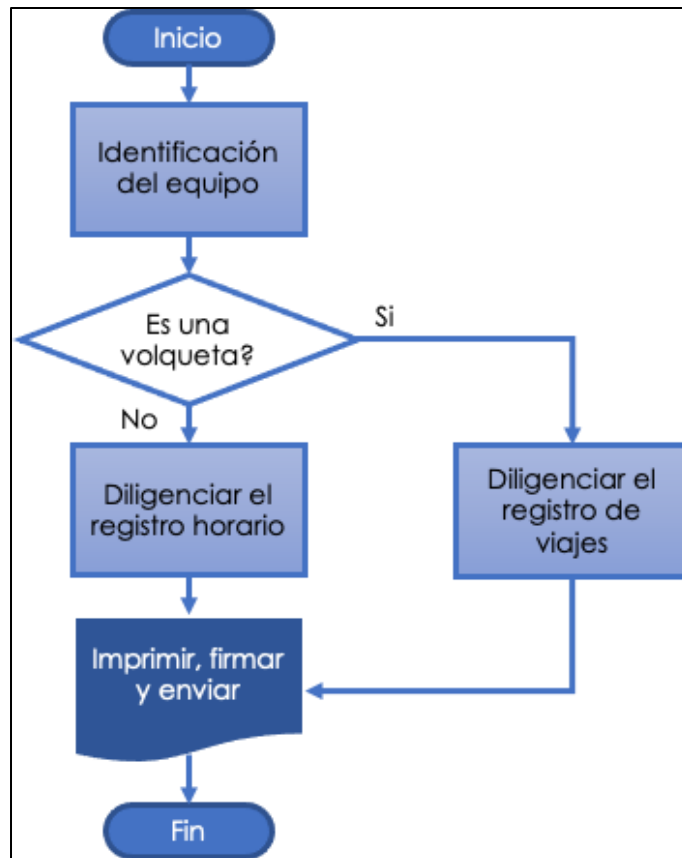 Inicio
Identificación
del equipo
Es una
volqueta?
Si
No
Diligenciar el
registro horario
Diligenciar el
registro de
viajes
Imprimir, firmar
y enviar
Fin